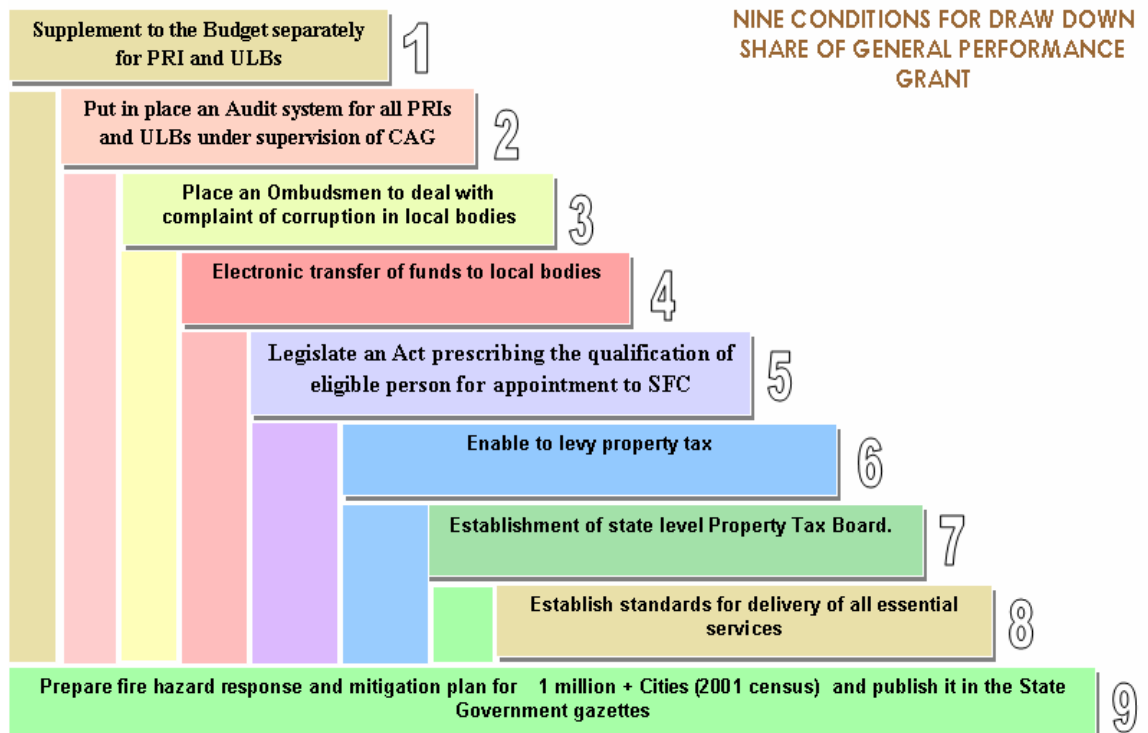 NINE CONDITIONS FOR DRAW DOWN
SHARE OF GENERAL PERFORMANCE
GRANT
Supplement to the Budget separately
for PRI and ULBs
1
Put in place an Audit system for all PRIs
and ULBs under supervision of CAG
2
Place an Ombudsmen to deal with
complaint of corruption in local bodies
3
Electronic transfer of funds to local bodies
4
Legislate an Act prescribing the qualification of
eligible person for appointment to SFC
5
Enable to levy property tax
6
Establishment of state level Property Tax Board.
7
Establish standards for delivery of all essential
services
8
Prepare fire hazard response and mitigation plan for 1 million + Cities (2001 census) and publish it in the State
Government gazettes
9